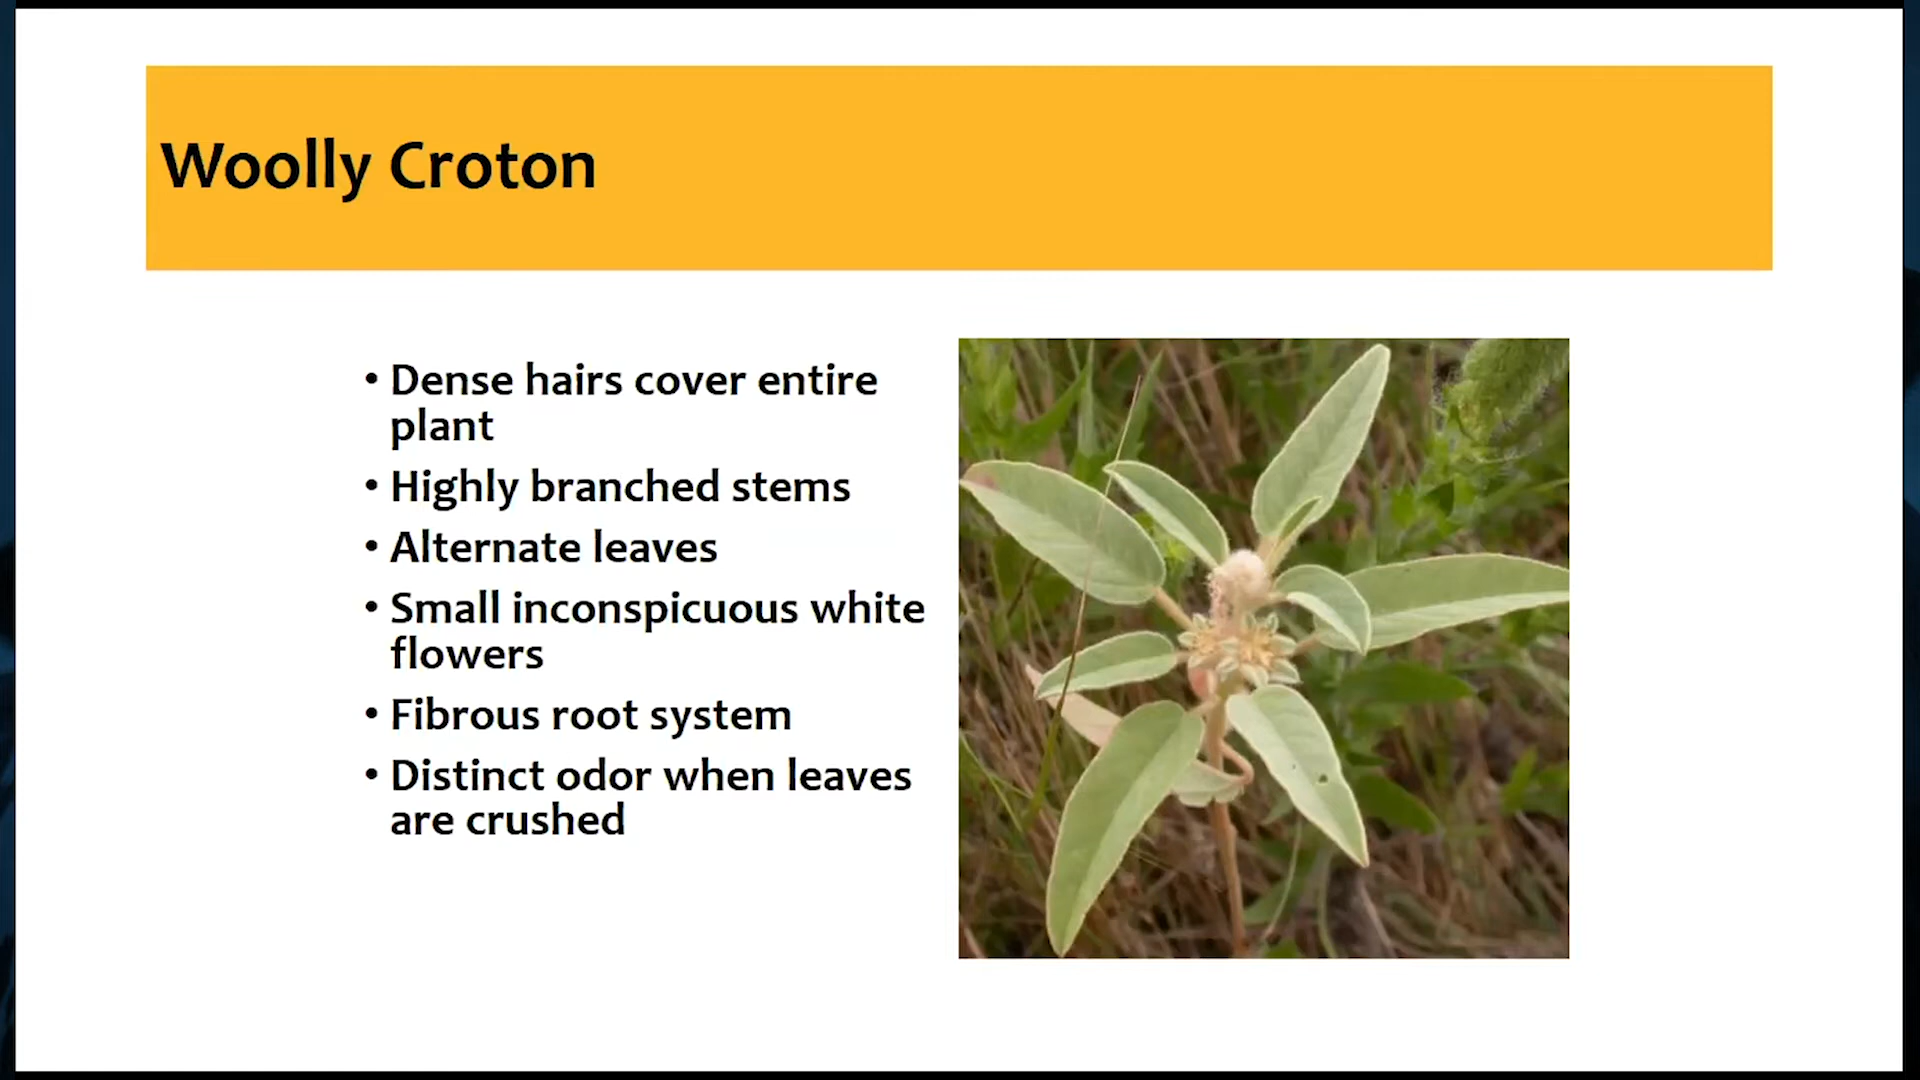 Woolly Croton
• Dense hairs cover entire
plant
• Highly branched stems
• Alternate leaves
• Small inconspicuous white
flowers
• Fibrous root system
• Distinct odor when leaves
are crushed